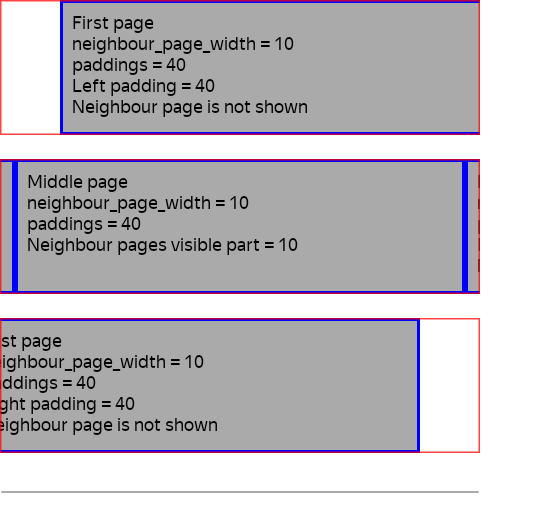 First page
neighbour_page_width = 10
paddings = 40
Left padding = 40
Neighbour page is not shown
Middle page
neighbour_page_width = 10
paddings = 40
Neighbour pages visible part = 10
st page
eighbour_page_width = 10
ddings = 40
ght padding = 40
eighbour page is not shown